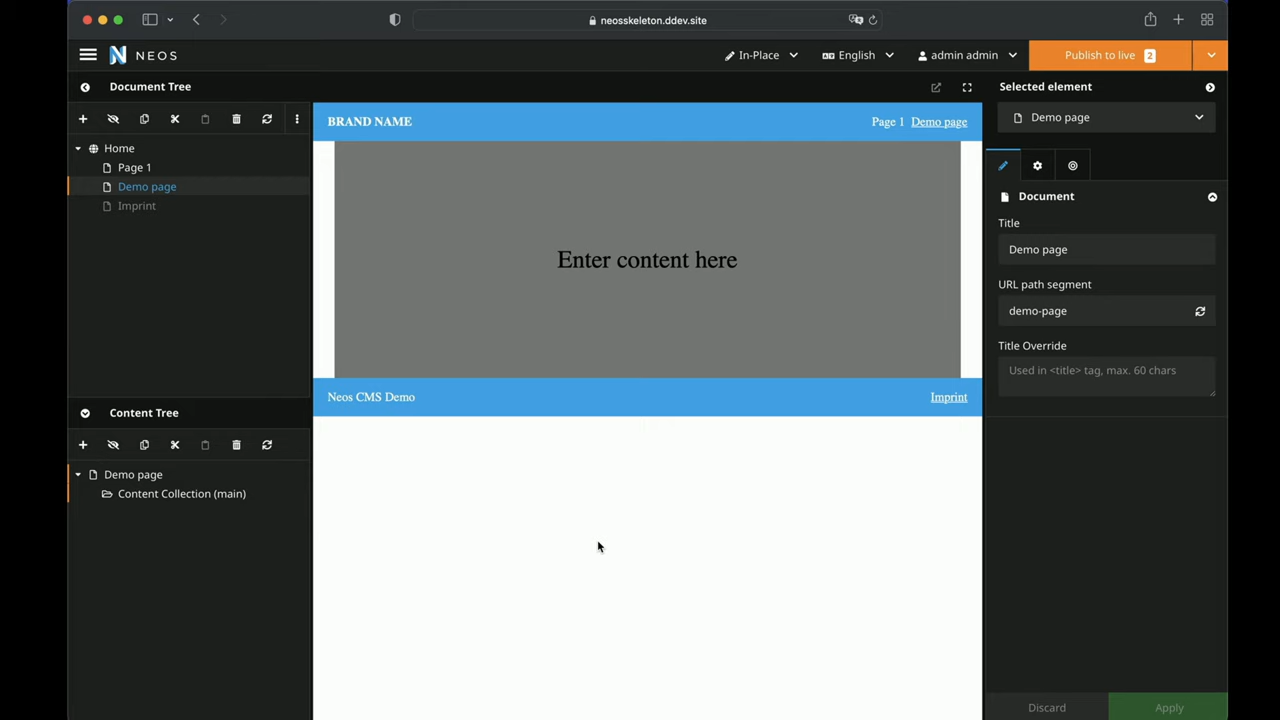 neosskeleton.ddev.site
NEOS
In-Place
English
admin admin
Publish to live 2
Document Tree
Home
Page 1
Demo page
Imprint
Content Tree
Demo page
Content Collection (main)
BRAND NAME
Page 1 Demo page
Enter content here
Neos CMS Demo
Imprint
Selected element
Demo page
Document
Title
Demo page
URL path segment
demo-page
Title Override
Used in <title> tag, max. 60 chars
Discard
Apply